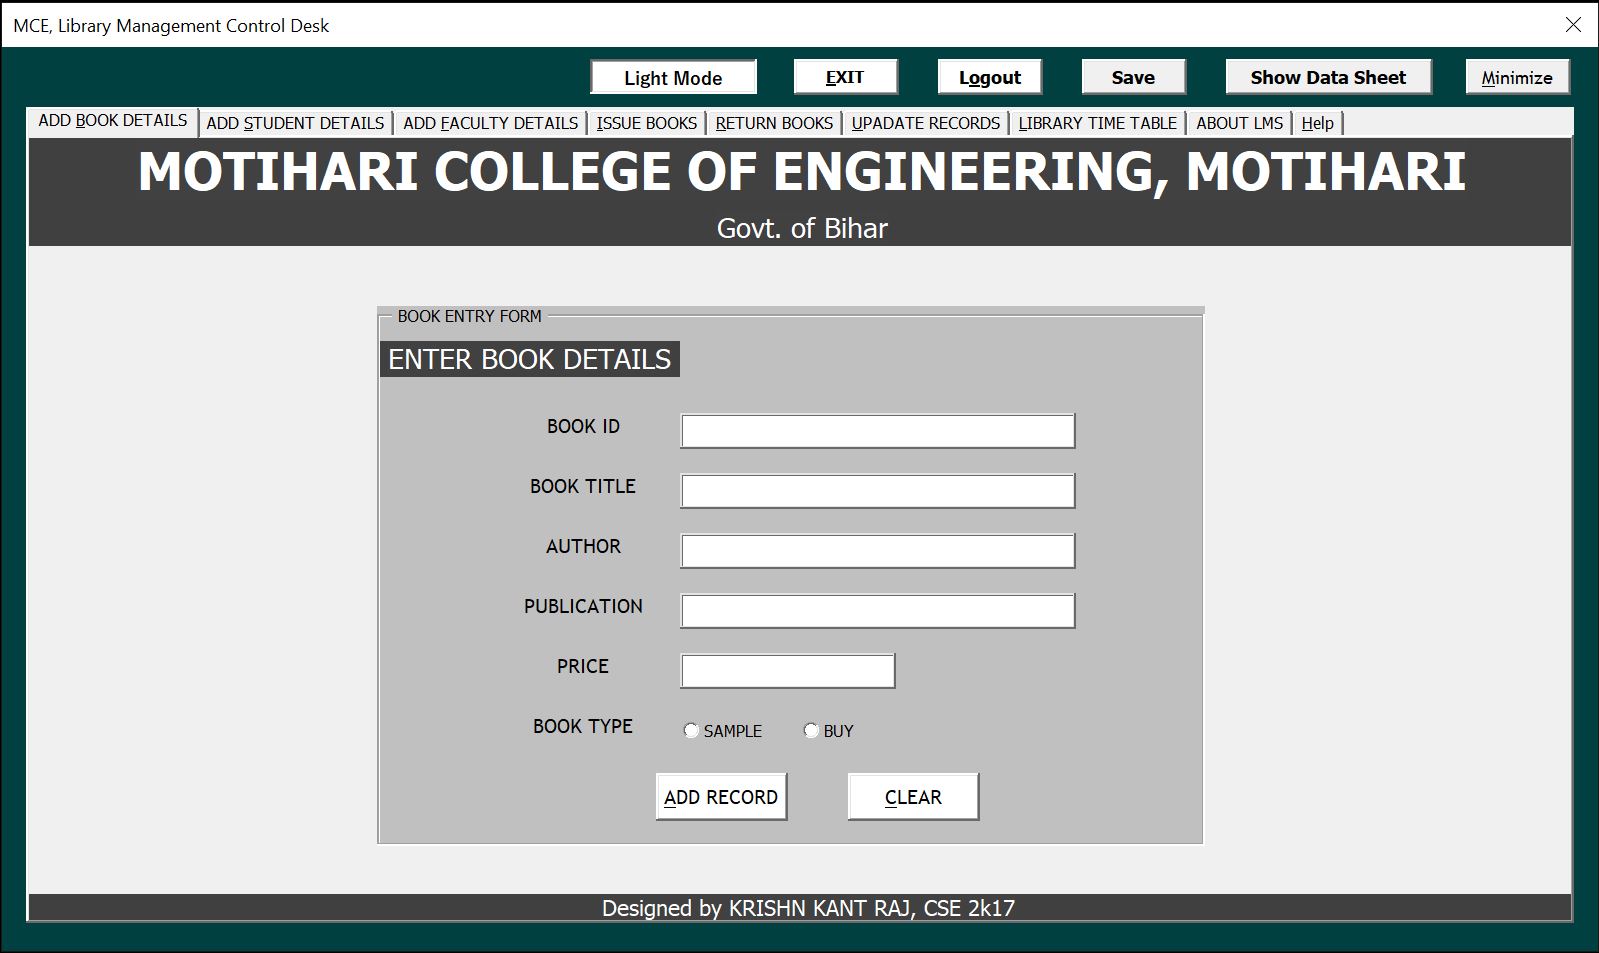 MCE, Library Management Control Desk
Light Mode EXIT Logout Save Show Data Sheet Minimize
ADD BOOK DETAILS ADD STUDENT DETAILS ADD FACULTY DETAILS ISSUE BOOKS RETURN BOOKS UPADATE RECORDS LIBRARY TIME TABLE ABOUT LMS Help
MOTIHARI COLLEGE OF ENGINEERING, MOTIHARI
Govt. of Bihar
BOOK ENTRY FORM
ENTER BOOK DETAILS
BOOK ID
BOOK TITLE
AUTHOR
PUBLICATION
PRICE
BOOK TYPE SAMPLE BUY
ADD RECORD CLEAR
Designed by KRISHN KANT RAJ, CSE 2k17